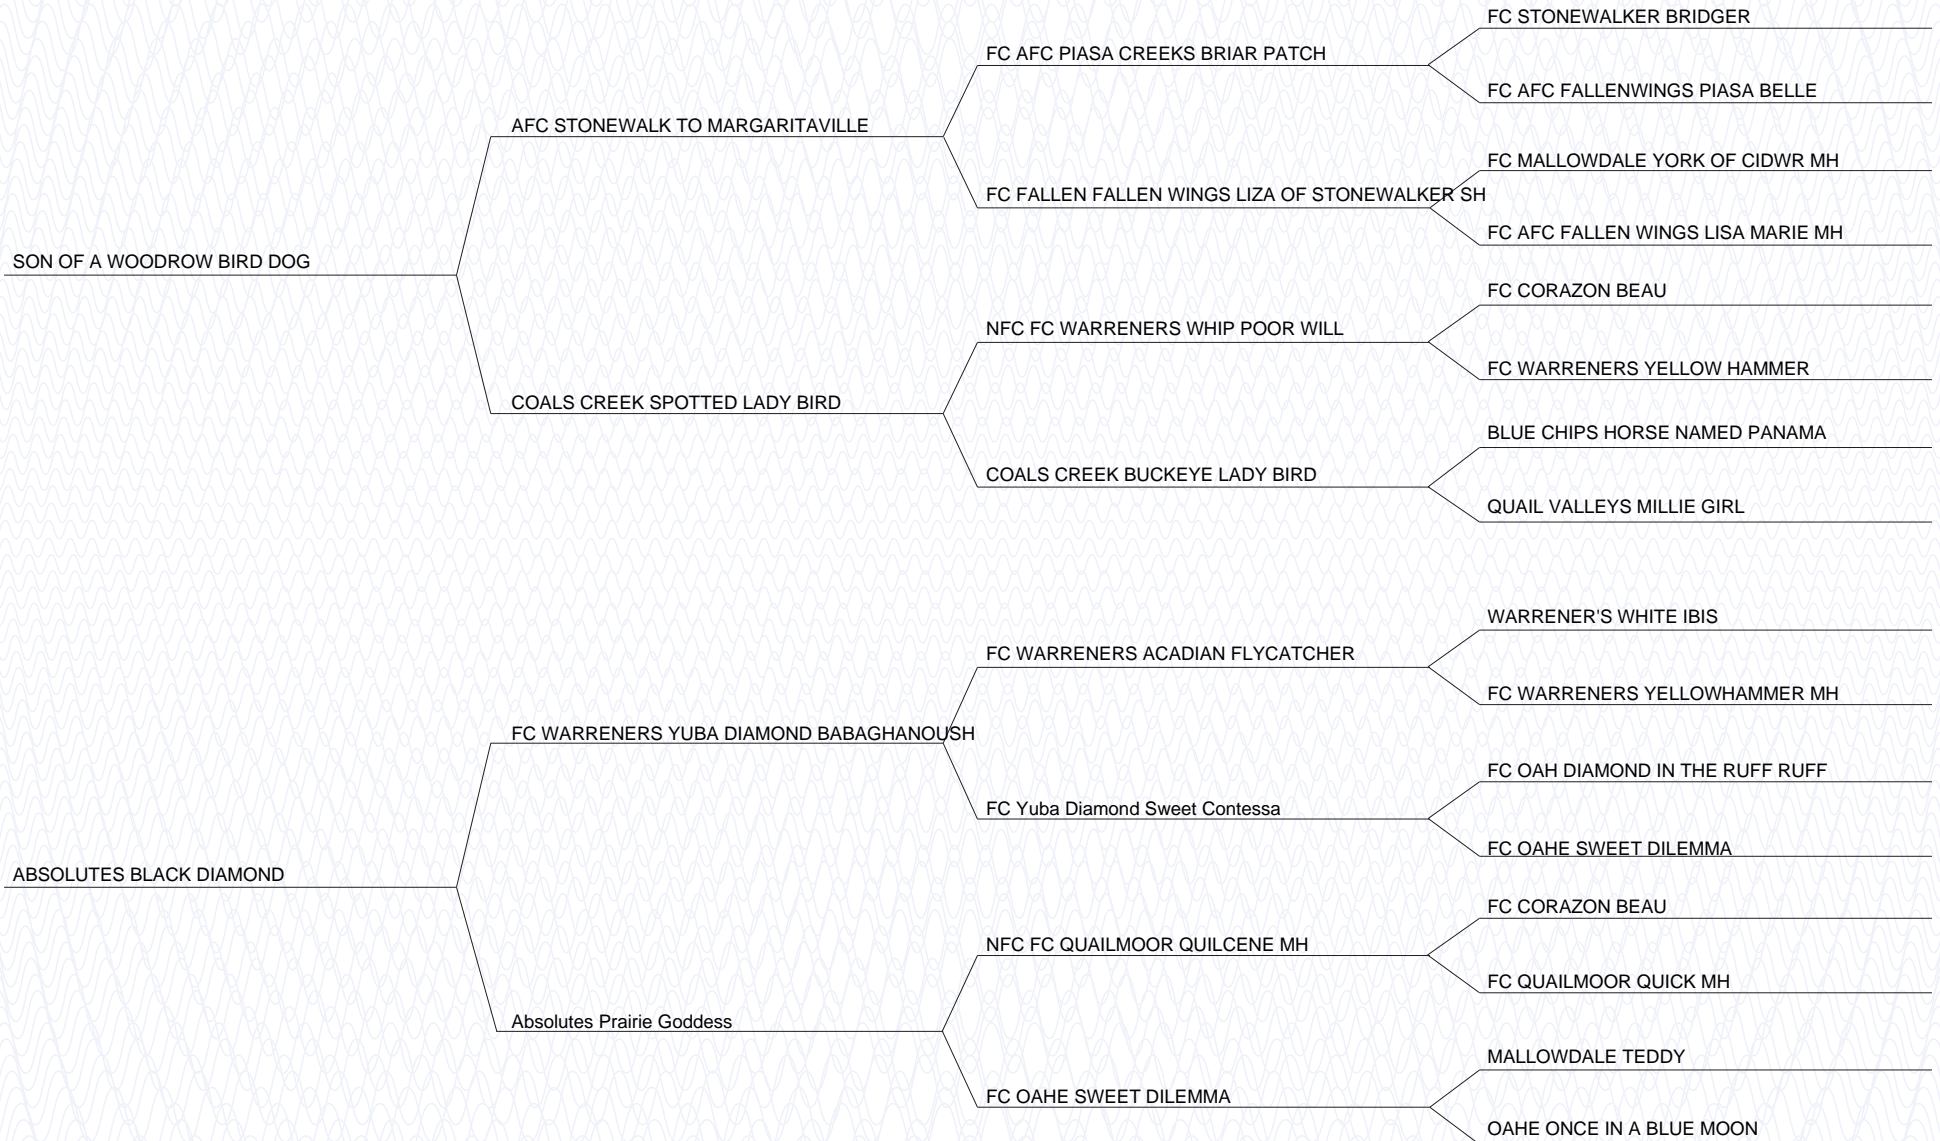 FC STONEWALKER BRIDGER
FC AFC PIASA CREEKS BRIAR PATCH
FC AFC FALLENWINGS PIASA BELLE
AFC STONEWALK TO MARGARITAVILLE
FC MALLOWDALE YORK OF CIDWR MH
FC FALLEN FALLEN WINGS LIZA OF STONEWALKER SH
FC AFC FALLEN WINGS LISA MARIE MH
SON OF A WOODROW BIRD DOG
FC CORAZON BEAU
NFC FC WARRENERS WHIP POOR WILL
FC WARRENERS YELLOW HAMMER
COALS CREEK SPOTTED LADY BIRD
BLUE CHIPS HORSE NAMED PANAMA
COALS CREEK BUCKEYE LADY BIRD
QUAIL VALLEYS MILLIE GIRL
WARRENER'S WHITE IBIS
FC WARRENERS ACADIAN FLYCATCHER
FC WARRENERS YELLOWHAMMER MH
FC WARRENERS YUBA DIAMOND BABAGHANOUSH
FC OAH DIAMOND IN THE RUFF RUFF
FC Yuba Diamond Sweet Contessa
FC OAHE SWEET DILEMMA
ABSOLUTES BLACK DIAMOND
FC CORAZON BEAU
NFC FC QUAILMOOR QUILCENE MH
FC QUAILMOOR QUICK MH
Absolutes Prairie Goddess
MALLOWDALE TEDDY
FC OAHE SWEET DILEMMA
OAHE ONCE IN A BLUE MOON